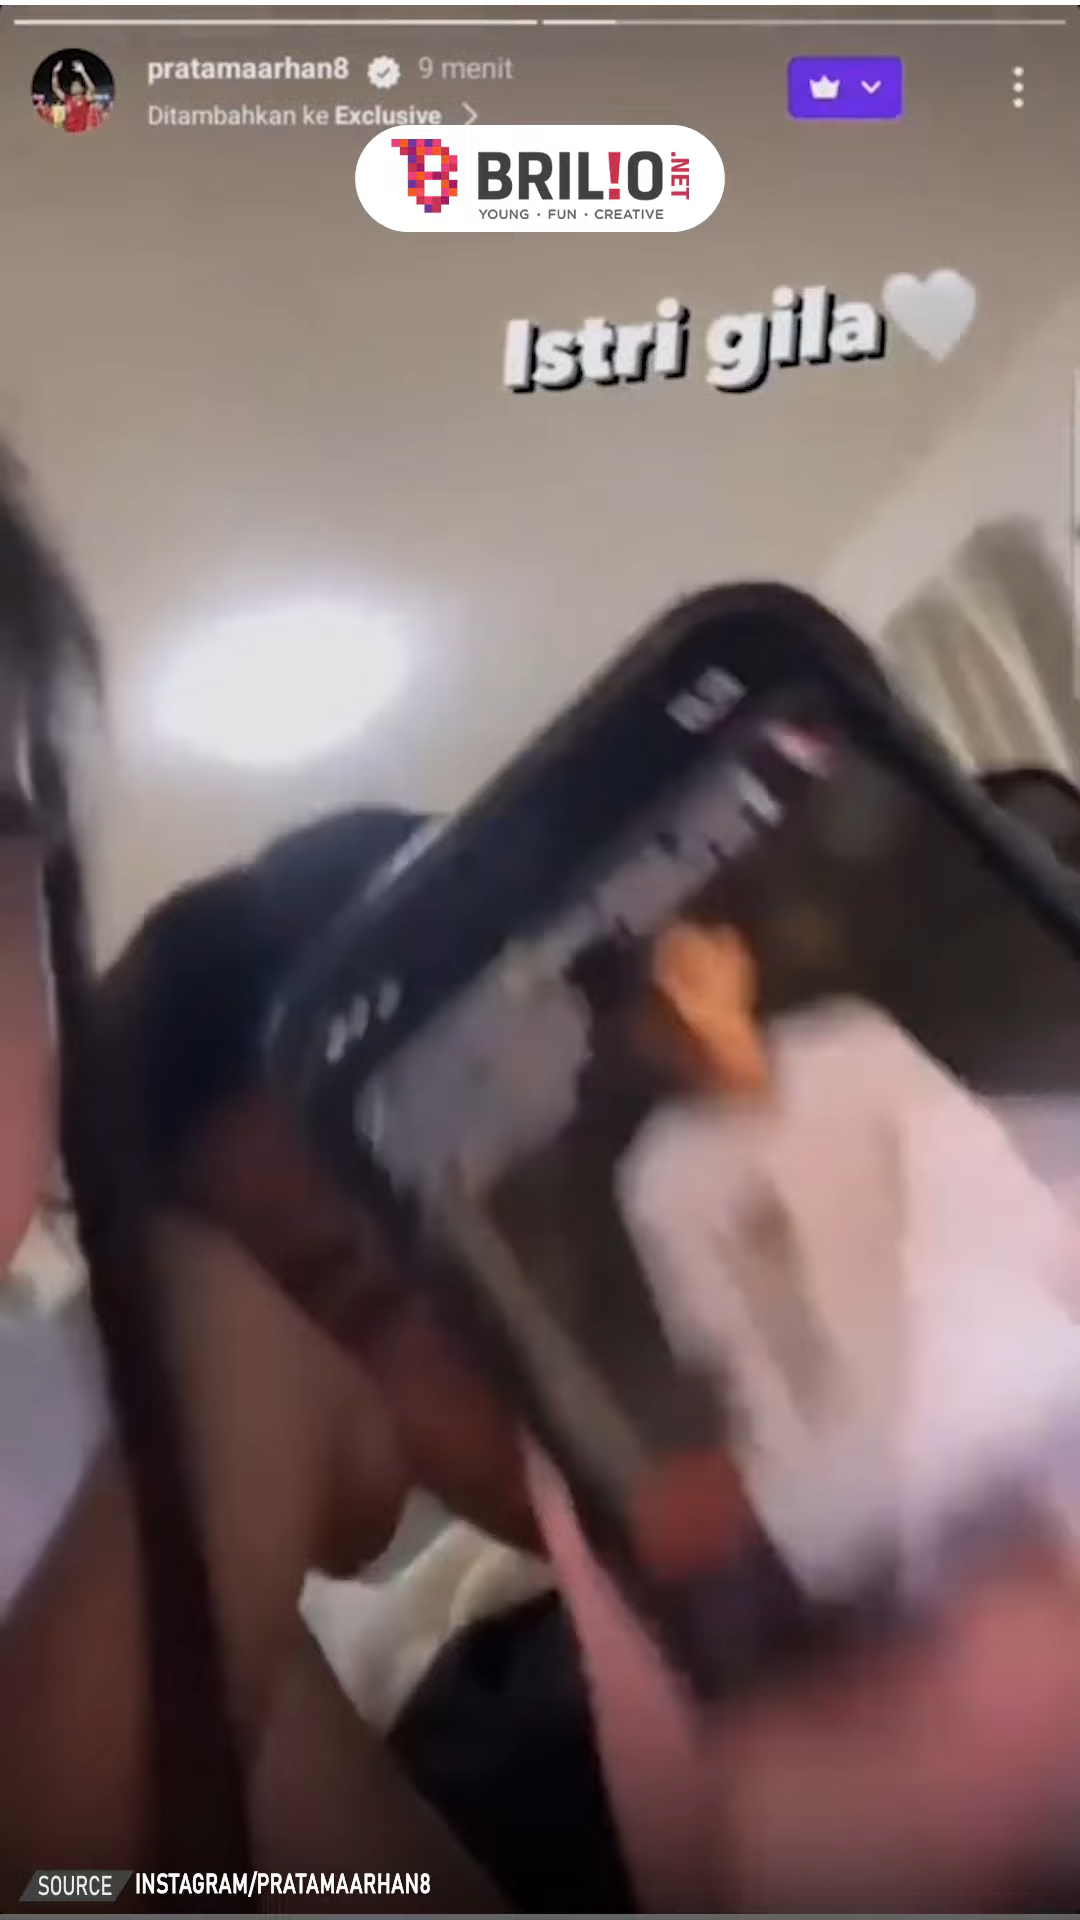 pratamaarhan8 9 menit
Ditambahkan ke Exclusive
BRIL!O.NET
YOUNG · FUN · CREATIVE
Istri gila🤍
SOURCE INSTAGRAM/PRATAMAARHAN8